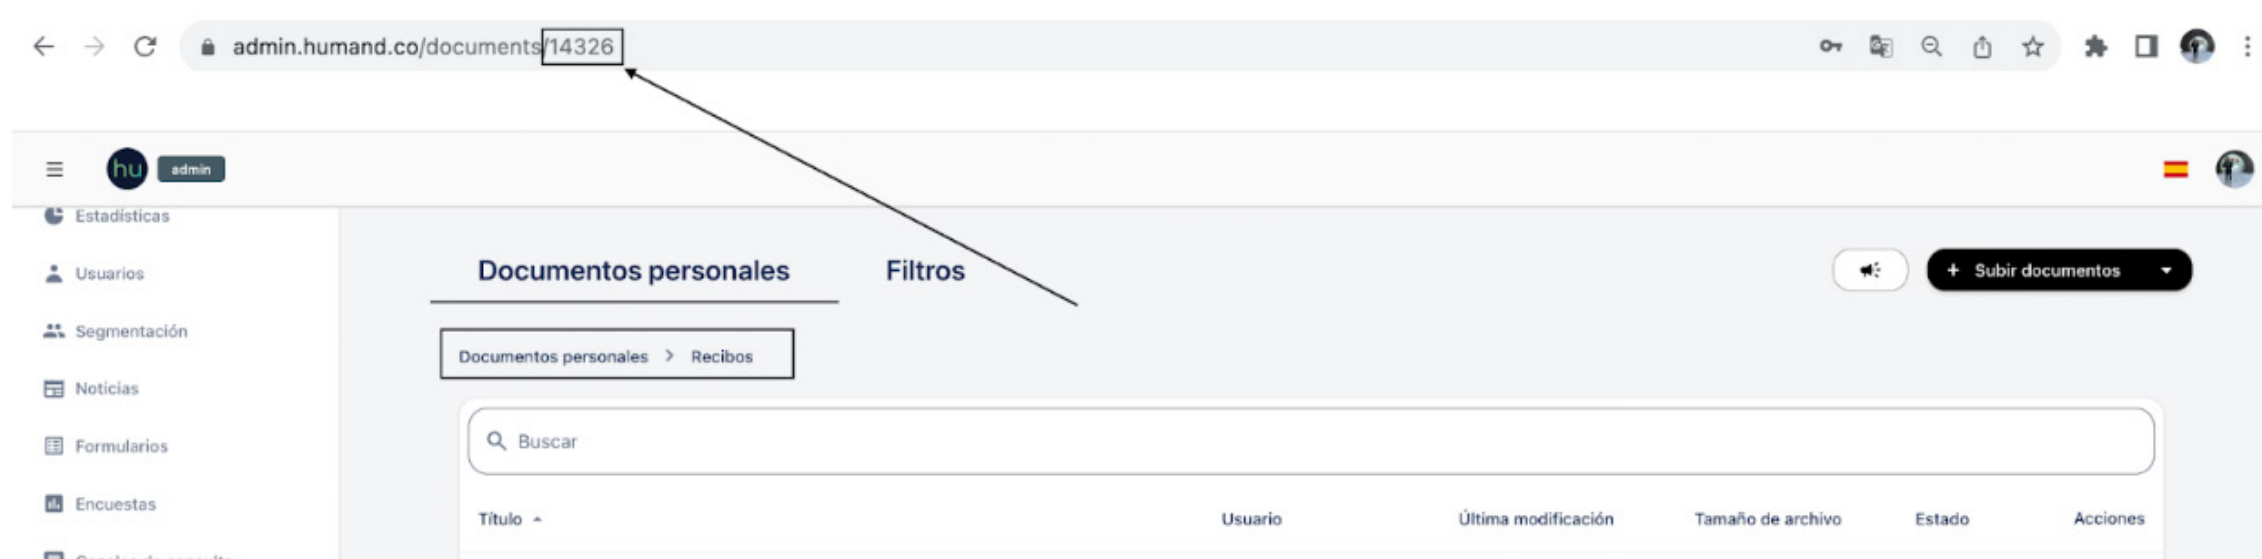 admin.humand.co/documents/14326
hu admin
Estadísticas
Usuarios
Segmentación
Noticias
Formularios
Encuestas
Documentos personales Filtros
+ Subir documentos
Documentos personales > Recibos
Buscar
Título Usuario Última modificación Tamaño de archivo Estado Acciones